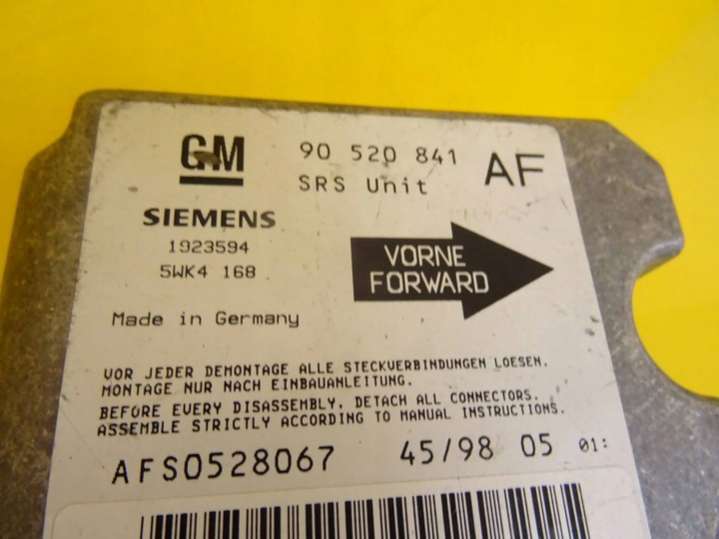 GM 90 520 841 AF
SRS Unit
SIEMENS
1923594
5WK4 168
VORNE
FORWARD
Made in Germany
VOR JEDER DEMONTAGE ALLE STECKVERBINDUNGEN LOESEN.
MONTAGE NUR NACH EINBAUANLEITUNG.
BEFORE EVERY DISASSEMBLY, DETACH ALL CONNECTORS.
ASSEMBLE STRICTLY ACCORDING TO MANUAL INSTRUCTIONS.
AFS0528067 45/98 05 01: